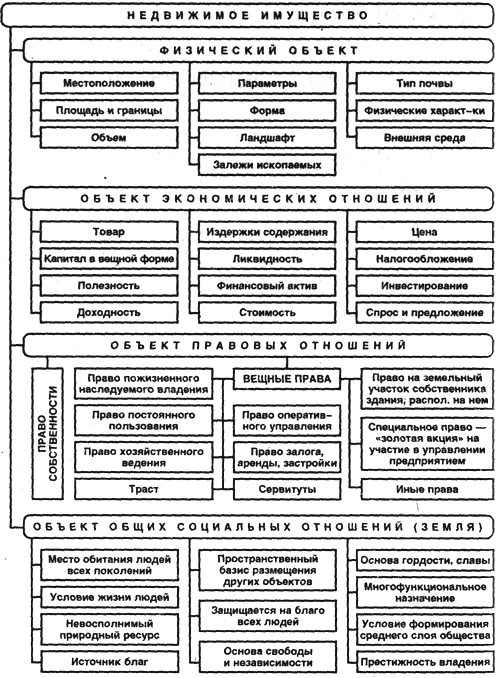 НЕДВИЖИМОЕ ИМУЩЕСТВО
ФИЗИЧЕСКИЙ ОБЪЕКТ
Местоположение
Параметры
Тип почвы
Площадь и границы
Форма
Физические характ-ки
Объем
Ландшафт
Внешняя среда
Залежи ископаемых
ОБЪЕКТ ЭКОНОМИЧЕСКИХ ОТНОШЕНИЙ
Товар
Издержки содержания
Цена
Капитал в вещной форме
Ликвидность
Налогообложение
Полезность
Финансовый актив
Инвестирование
Доходность
Стоимость
Спрос и предложение
ОБЪЕКТ ПРАВОВЫХ ОТНОШЕНИЙ
ПРАВО
СОБСТВЕННОСТИ
Право пожизненного
наследуемого владения
Право постоянного
пользования
Право хозяйственного
ведения
Траст
ВЕЩНЫЕ ПРАВА
Право оператив-
ного управления
Право залога,
аренды, застройки
Сервитуты
Право на земельный
участок собственника
здания, распол. на нем
Специальное право —
«золотая акция» на
участие в управлении
предприятием
Иные права
ОБЪЕКТ ОБЩИХ СОЦИАЛЬНЫХ ОТНОШЕНИЙ (ЗЕМЛЯ)
Место обитания людей
всех поколений
Условие жизни людей
Невосполнимый
природный ресурс
Источник благ
Пространственный
базис размещения
других объектов
Защищается на благо
всех людей
Основа свободы
и независимости
Основа гордости, славы
Многофункциональное
назначение
Условие формирования
среднего слоя общества
Престижность владения